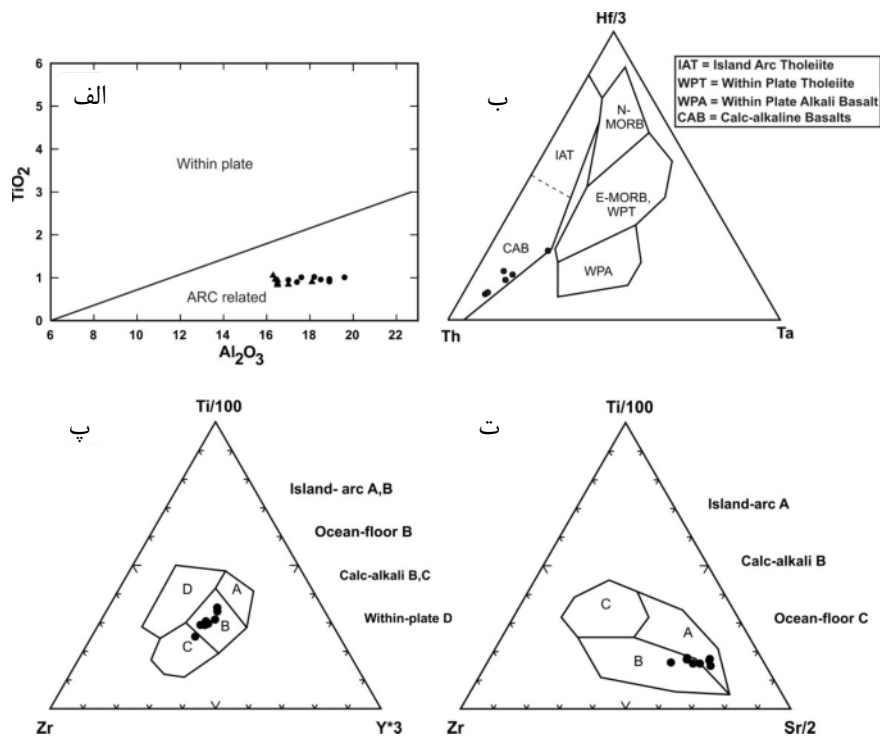 الف
TiO2
6
5
4
3
2
1
0
Within plate
ARC related
6 8 10 12 14 16 18 20 22
Al2O3
ب
Hf/3
IAT = Island Arc Tholeiite
WPT = Within Plate Tholeiite
WPA = Within Plate Alkali Basalt
CAB = Calc-alkaline Basalts
N-
MORB
IAT
E-MORB,
WPT
CAB
WPA
Th
Ta
پ
Ti/100
Island- arc A,B
Ocean-floor B
Calc-alkali B,C
Within-plate D
D
A
B
C
Zr
Y*3
ت
Ti/100
Island-arc A
Calc-alkali B
Ocean-floor C
C
A
B
Zr
Sr/2